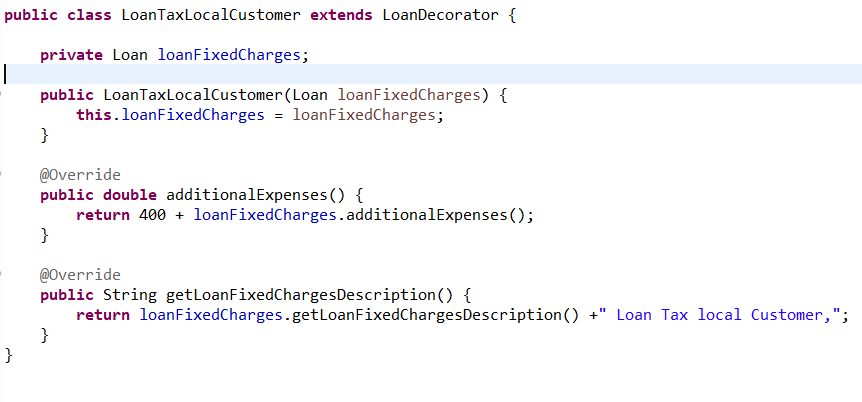 public class LoanTaxLocalCustomer extends LoanDecorator {
private Loan loanFixedCharges;
public LoanTaxLocalCustomer(Loan loanFixedCharges) {
this.loanFixedCharges = loanFixedCharges;
}
@Override
public double additionalExpenses() {
return 400 + loanFixedCharges.additionalExpenses();
}
@Override
public String getLoanFixedChargesDescription() {
return loanFixedCharges.getLoanFixedChargesDescription() +" Loan Tax local Customer,";
}
}